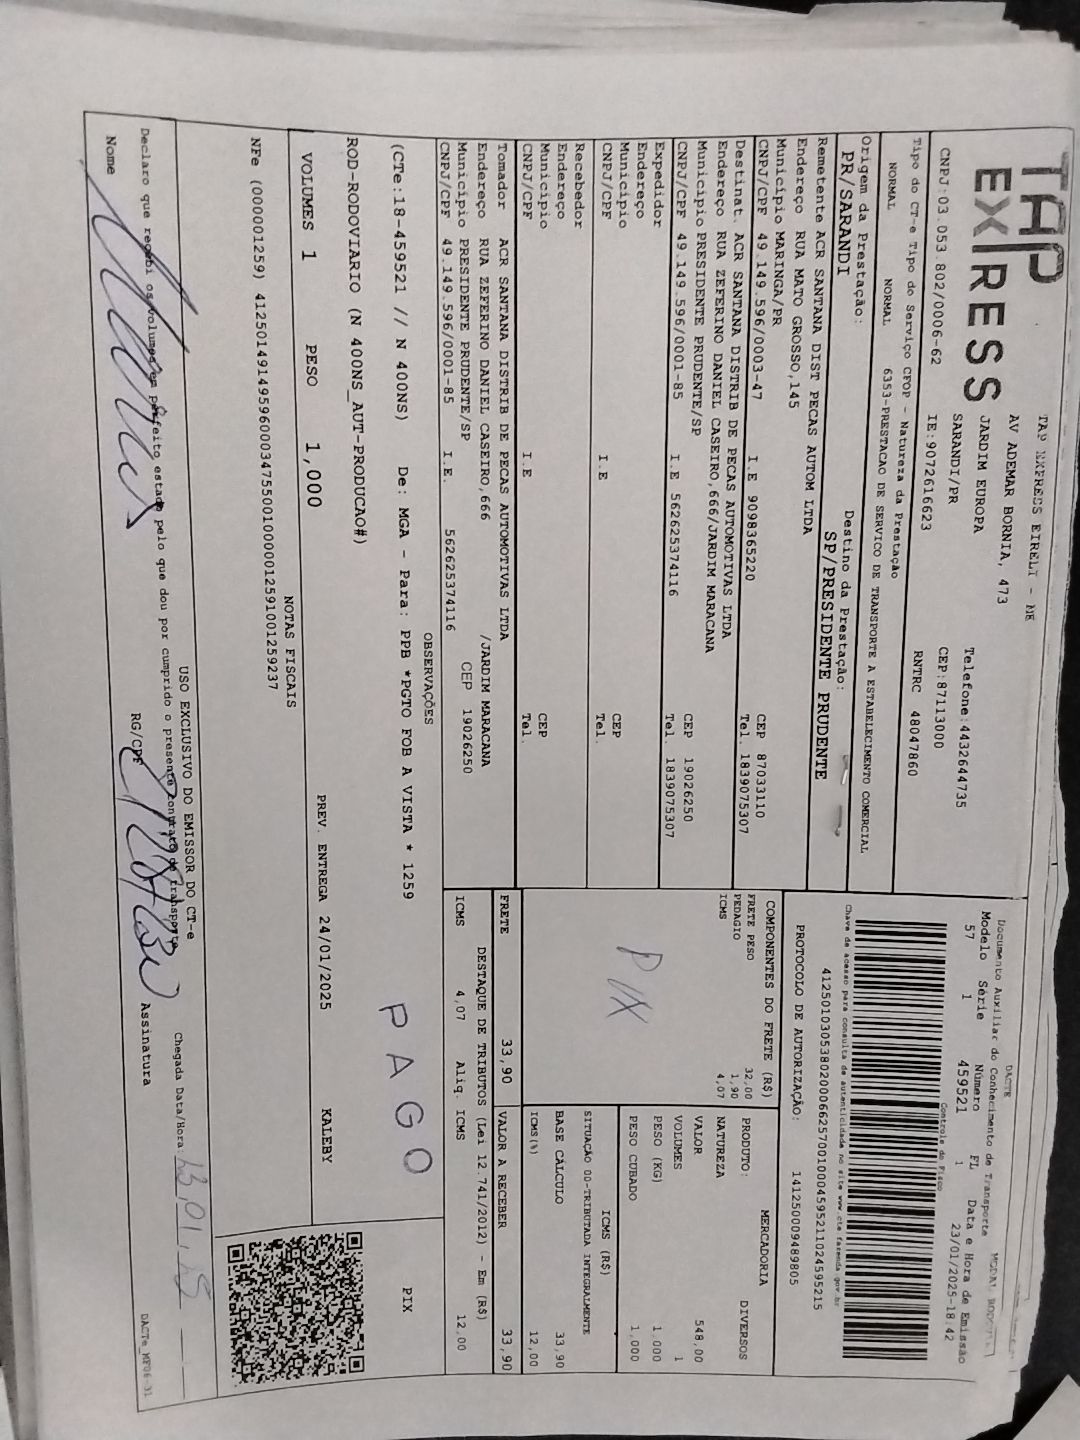 TAP EXPRESS
TAP EXPRESS EIRELI - ME
AV ADEMAR BORNIA, 473
JARDIM EUROPA
SARANDI/PR
Telefone:4432644735
CEP:87113000
CNPJ:03.053.802/0006-62 IE:9072616623 RNTRC 48047860
DACTE
Documento Auxiliar do Conhecimento de Transporte
Modelo Série Número FL Data e Hora de Emissão
57 1 459521 1 23/01/2025-18:42
Controle do Fisco
Tipo do CT-e Tipo do Serviço CFOP - Natureza da Prestação
NORMAL NORMAL 6353-PRESTACAO DE SERVICO DE TRANSPORTE A ESTABELECIMENTO COMERCIAL
Chave de acesso para consulta de autenticidade no site www.cte.fazenda.gov.br
41250103053802000662570010004595211024595215
PROTOCOLO DE AUTORIZAÇÃO: 141250009489805
Origem da Prestação: Destino da Prestação:
PR/SARANDI SP/PRESIDENTE PRUDENTE
Remetente ACR SANTANA DIST PECAS AUTOM LTDA
Endereço RUA MATO GROSSO,145
Município MARINGA/PR CEP 87033110
CNPJ/CPF 49.149.596/0003-47 I.E 9098365220 Tel. 1839075307
Destinat. ACR SANTANA DISTRIB DE PECAS AUTOMOTIVAS LTDA
Endereço RUA ZEFERINO DANIEL CASEIRO,666/JARDIM MARACANA
Município PRESIDENTE PRUDENTE/SP CEP 19026250
CNPJ/CPF 49.149.596/0001-85 I.E 562625374116 Tel. 1839075307
Expedidor
Endereço
Município CEP
CNPJ/CPF I.E Tel.
Recebedor
Endereço
Município CEP
CNPJ/CPF I.E Tel.
Tomador ACR SANTANA DISTRIB DE PECAS AUTOMOTIVAS LTDA
Endereço RUA ZEFERINO DANIEL CASEIRO,666 /JARDIM MARACANA
Município PRESIDENTE PRUDENTE/SP CEP 19026250
CNPJ/CPF 49.149.596/0001-85 I.E. 562625374116
COMPONENTES DO FRETE (R$)
FRETE PESO 32,00
PEDAGIO 1,90
ICMS 4,07
PIX
MERCADORIA
PRODUTO: DIVERSOS
NATUREZA
VALOR 548,00
VOLUMES 1
PESO (KG) 1.000
PESO CUBADO 1,000
ICMS (R$)
SITUAÇÃO 00-TRIBUTADA INTEGRALMENTE
BASE CÁLCULO 33,90
ICMS(%) 12,00
FRETE 33,90 VALOR A RECEBER 33,90
DESTAQUE DE TRIBUTOS (Lei 12.741/2012) - Em (R$)
ICMS 4,07 Aliq. ICMS 12,00
OBSERVAÇÕES
(CTe:18-459521 // N 400NS) De: MGA - Para: PPB *PGTO FOB A VISTA * 1259
ROD-RODOVIARIO (N 400NS_AUT-PRODUCAO#)
PAGO
PIX
VOLUMES 1 PESO 1,000 PREV. ENTREGA 24/01/2025 KALEBY
NOTAS FISCAIS
NFe (000001259) 41250149149596000347550010000012591001259237
USO EXCLUSIVO DO EMISSOR DO CT-e
Declaro que recebi os volumes em perfeito estado pelo que dou por cumprido o presente contrato de transporte
Chegada Data/Hora:
Nome RG/CPF Assinatura
DACTe_MF06-31